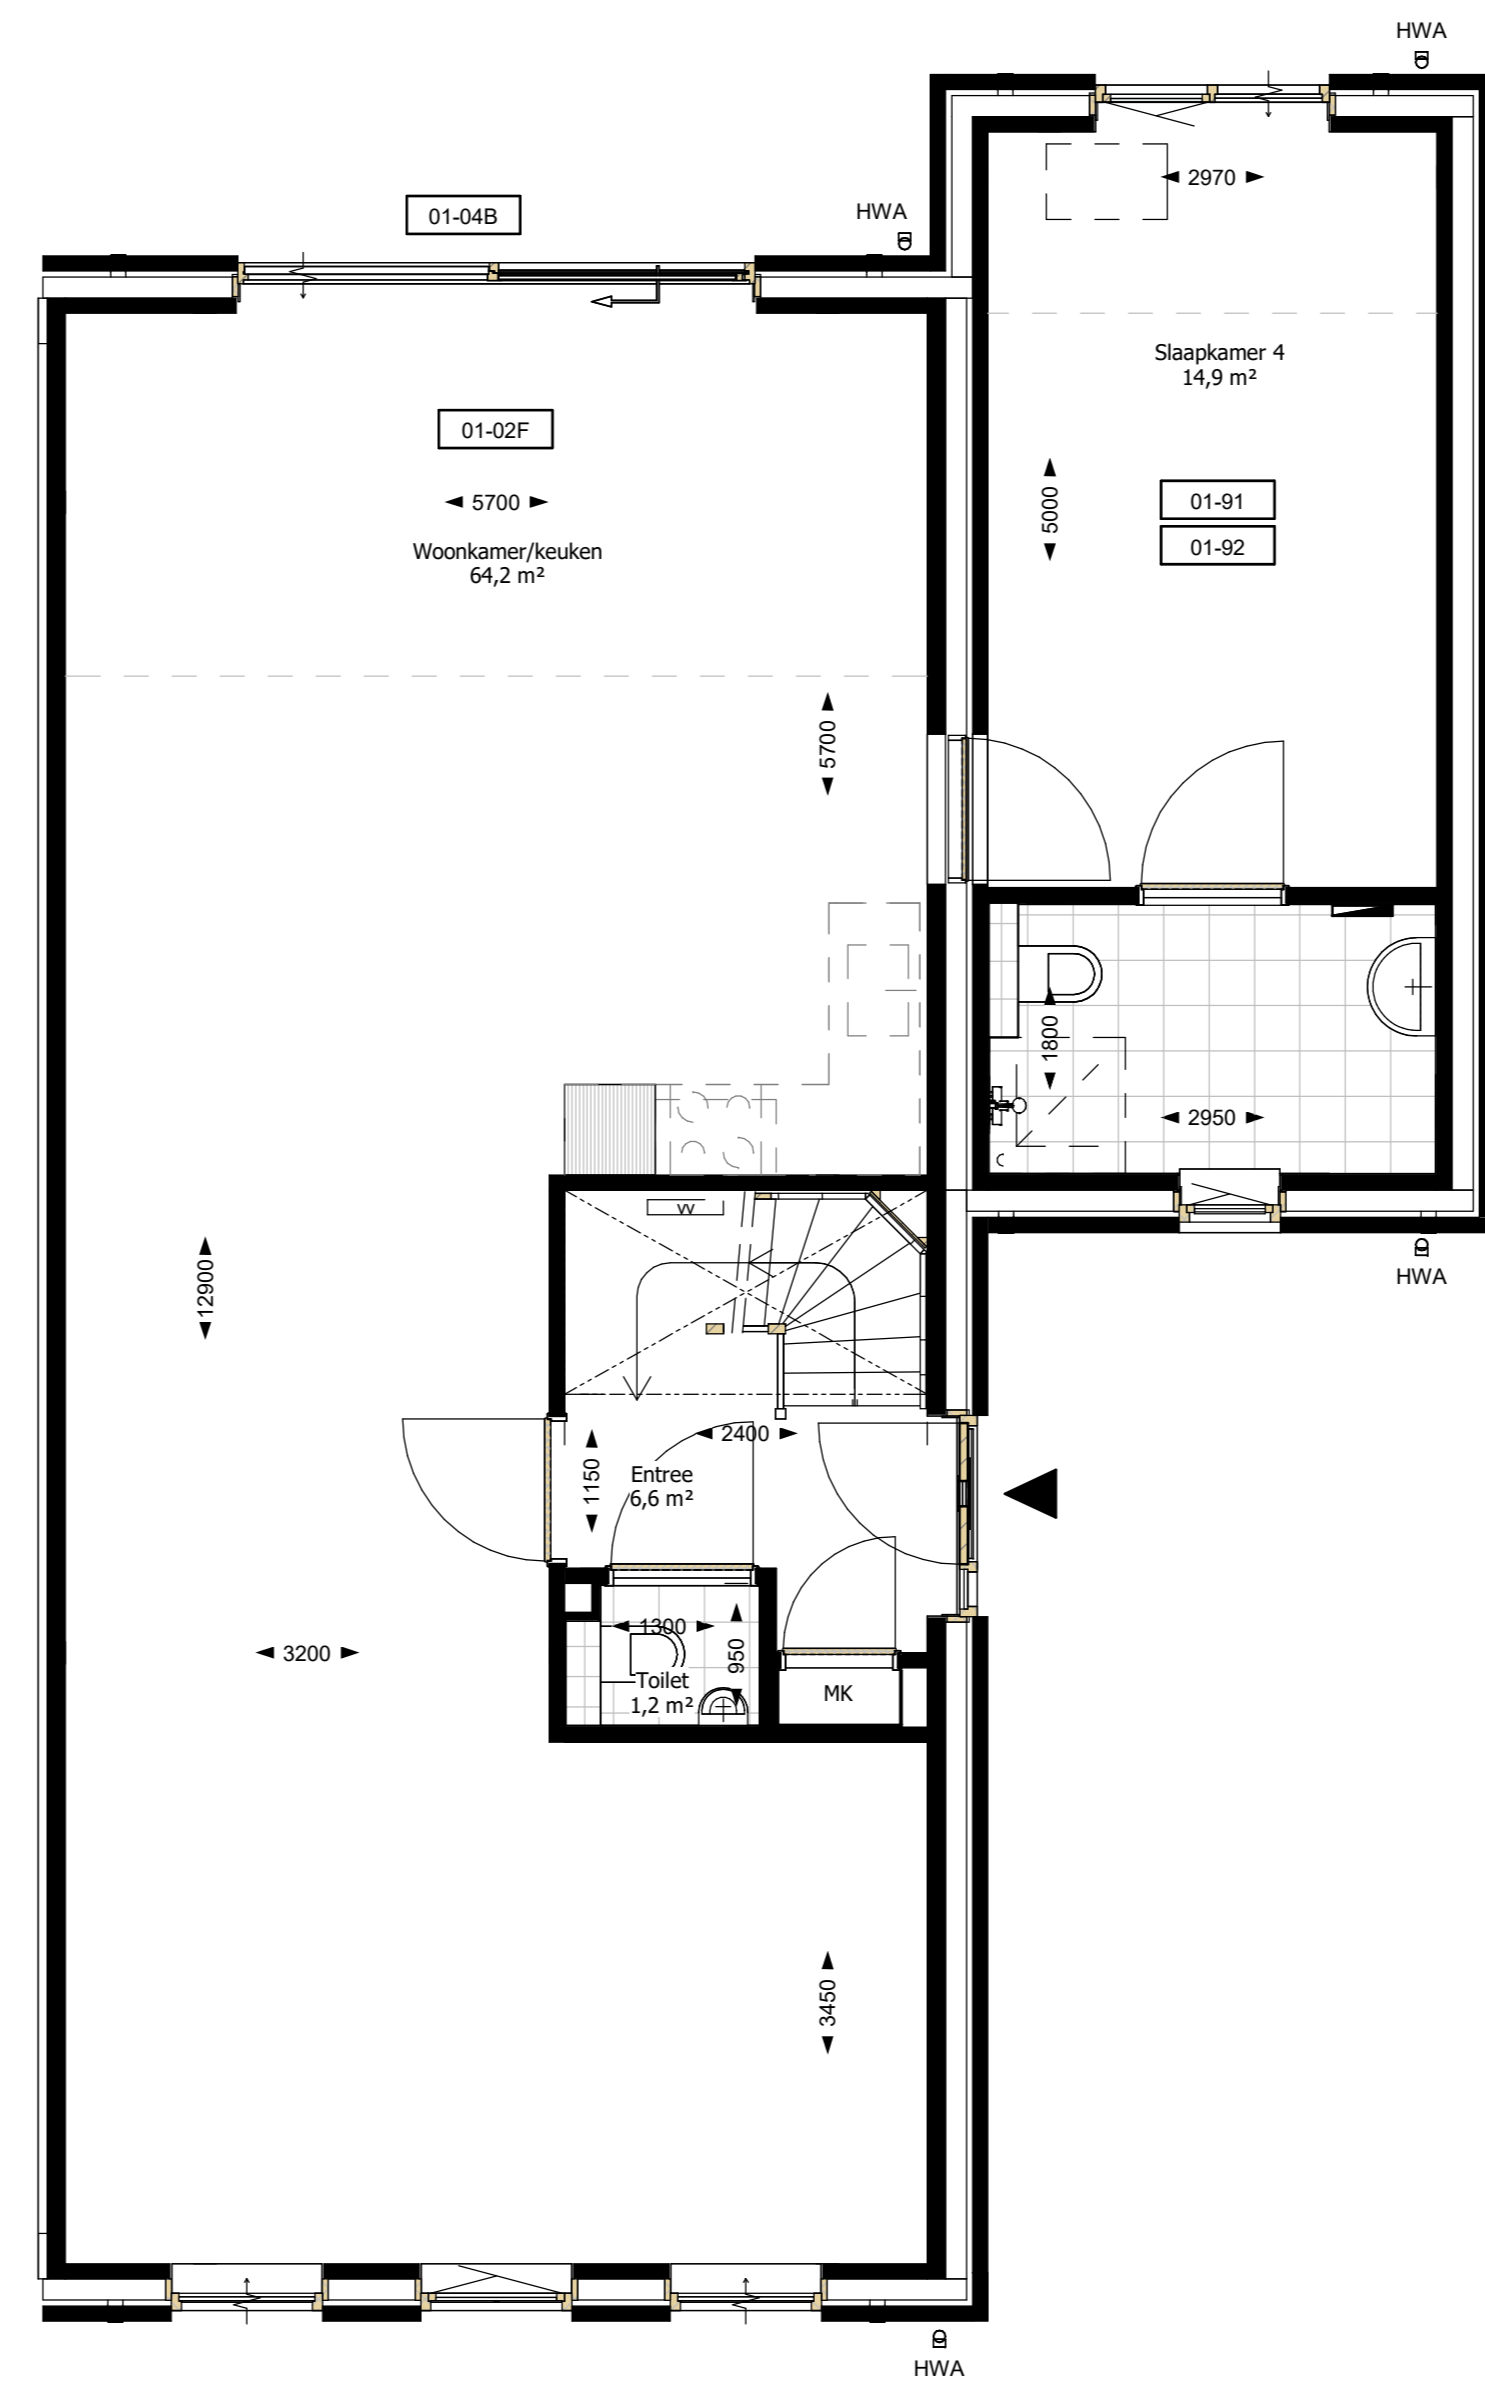 HWA
2970
01-04B
HWA
Slaapkamer 4
14,9 m²
01-02F
5700
5000
01-91
01-92
Woonkamer/keuken
64,2 m²
5700
1800
2950
VV
12900
HWA
2400
1150
Entree
6,6 m²
1300
950
3200
Toilet
1,2 m²
MK
3450
HWA